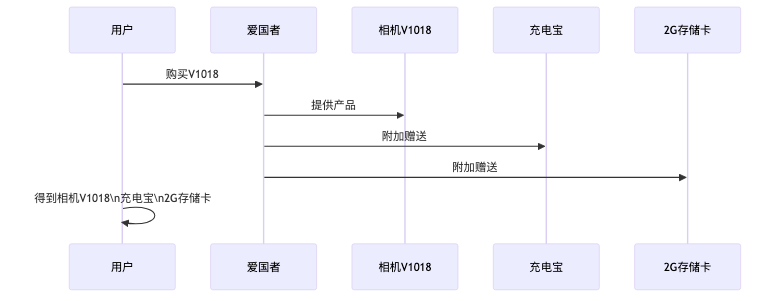 用户
爱国者
相机V1018
充电宝
2G存储卡
购买V1018
提供产品
附加赠送
附加赠送
得到相机V1018\n充电宝\n2G存储卡
用户
爱国者
相机V1018
充电宝
2G存储卡